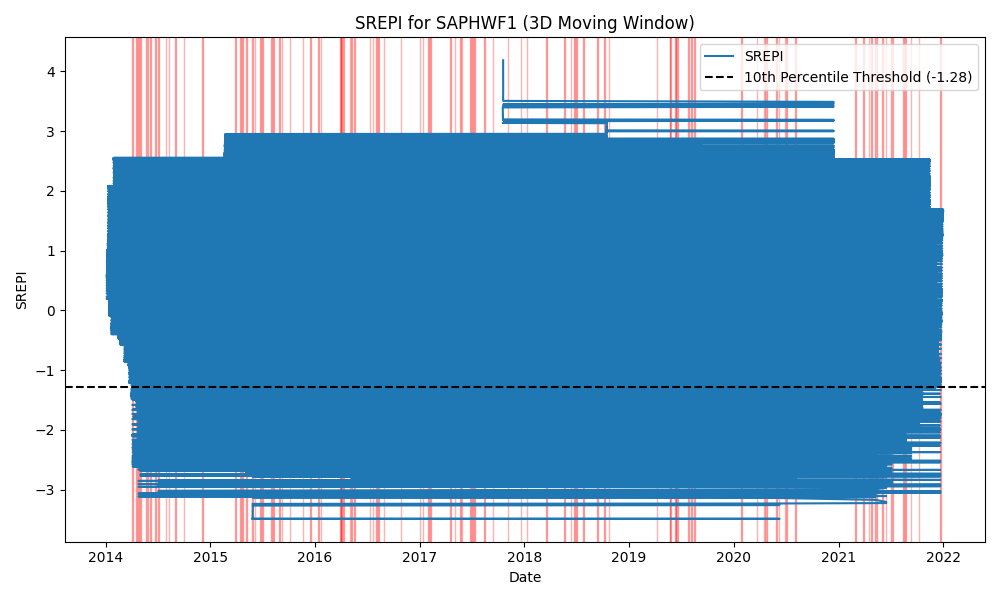 SREPI for SAPHWF1 (3D Moving Window)
SREPI
10th Percentile Threshold (-1.28)
4
3
2
1
0
−1
−2
−3
SREPI
2014 2015 2016 2017 2018 2019 2020 2021 2022
Date